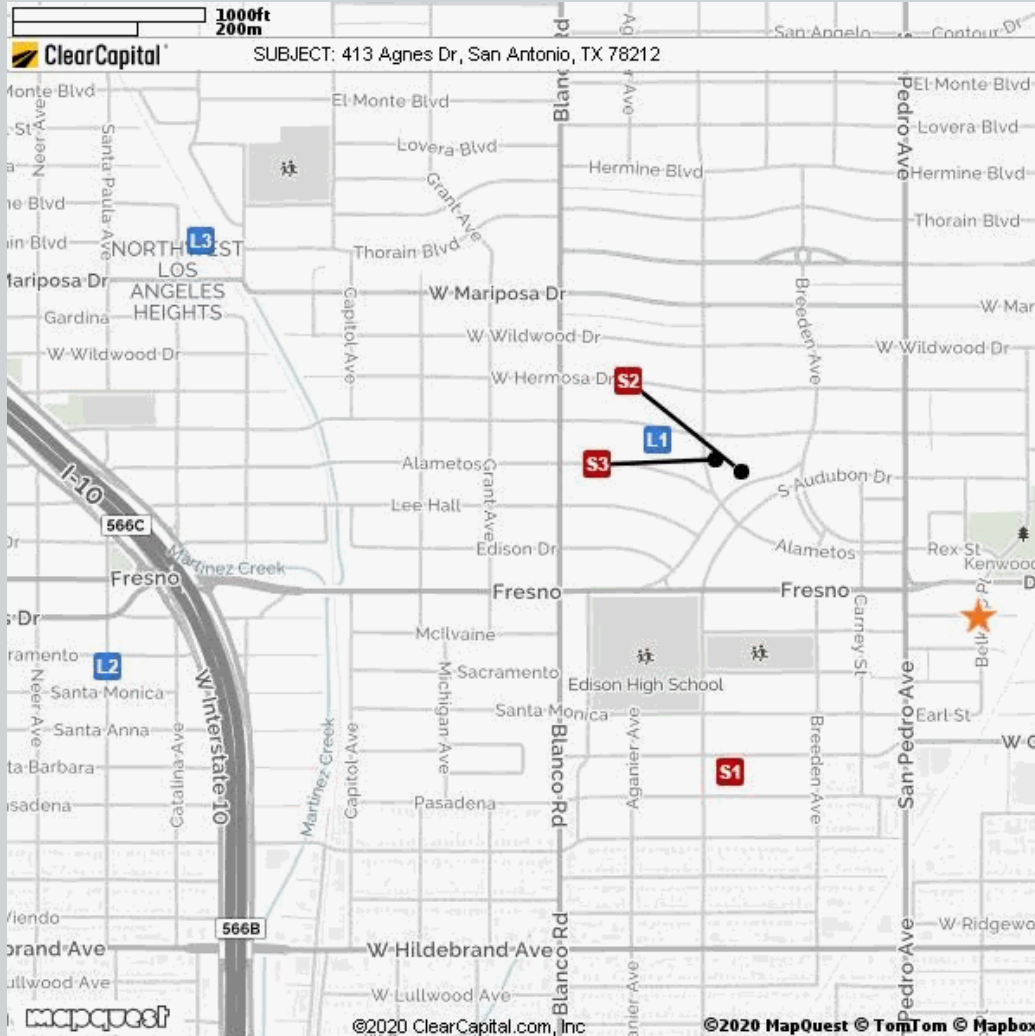 1000ft
200m
San Angelo
Contour Dr
ClearCapital
SUBJECT: 413 Agnes Dr, San Antonio, TX 78212
Monte Blvd
El Monte Blvd
El Monte Blvd
Neer Ave
Santa Paula Ave
Lovera Blvd
Lovera Blvd
Pedro Ave
Hermine Blvd
Hermine Blvd
Grant Ave
Thorain Blvd
L3
NORTHWEST
LOS
ANGELES
HEIGHTS
Thorain Blvd
Mariposa Dr
W Mariposa Dr
Breeden Ave
Gardina
Capitol Ave
W Wildwood Dr
W Wildwood Dr
W Wildwood Dr
W Hermosa Dr
S2
L1
S3
Alametos
Grant Ave
I-10
Lee Hall
S Audubon Dr
566C
Edison Dr
Alametos
Rex St
Kenwood
Martinez Creek
Fresno
Fresno
Fresno
Carney St
McIlvaine
L2
Sacramento
Santa Monica
Edison High School
Neer Ave
Michigan Ave
Santa Monica
Earl St
Santa Anna
W Interstate 10
Catalina Ave
Martinez Creek
Capitol Ave
Blanco Rd
Aganier Ave
Breeden Ave
San Pedro Ave
S1
Pasadena
566B
W Hildebrand Ave
Blanco Rd
Pedro Ave
W Lullwood Ave
mapquest
©2020 ClearCapital.com, Inc
©2020 MapQuest © TomTom © Mapbo